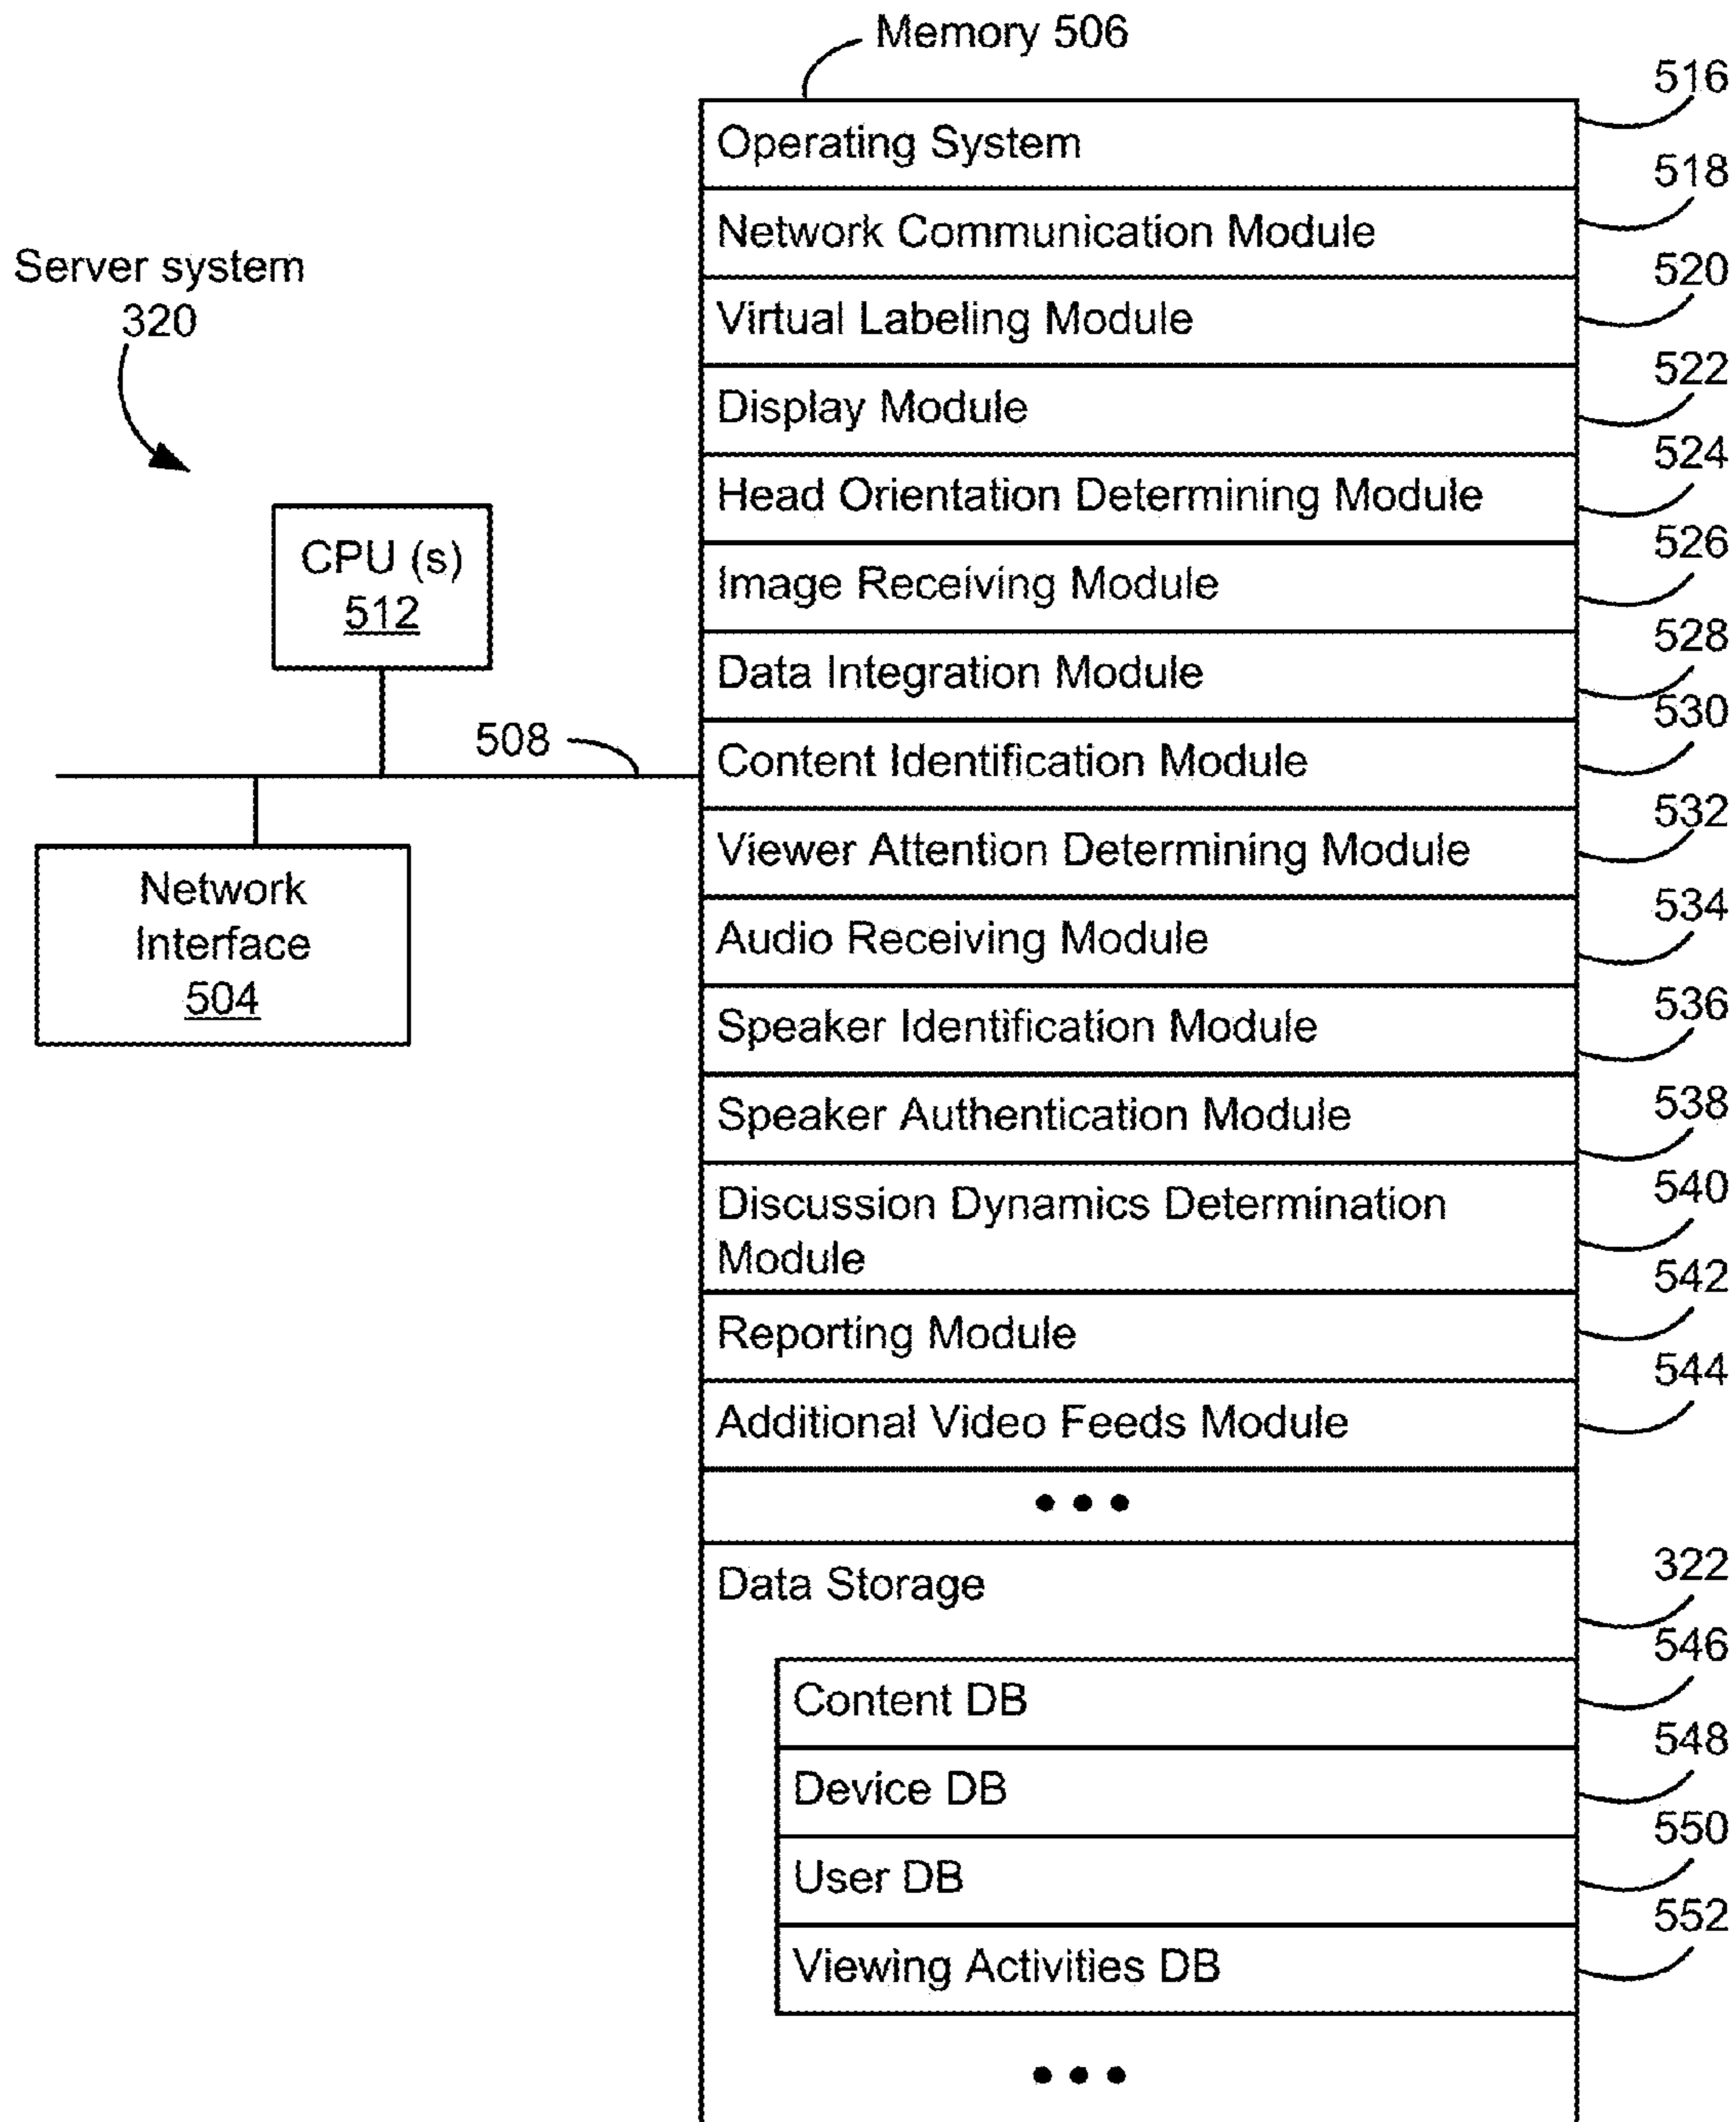 Memory 506
516
Operating System
518
Network Communication Module
520
Virtual Labeling Module
Server system
320
522
Display Module
524
Head Orientation Determining Module
526
CPU (s)
512
Image Receiving Module
528
Data Integration Module
530
508
Content Identification Module
532
Viewer Attention Determining Module
Network
Interface
504
534
Audio Receiving Module
536
Speaker Identification Module
538
Speaker Authentication Module
540
Discussion Dynamics Determination
Module
542
Reporting Module
544
Additional Video Feeds Module
•••
322
Data Storage
546
Content DB
548
Device DB
550
User DB
552
Viewing Activities DB
•••